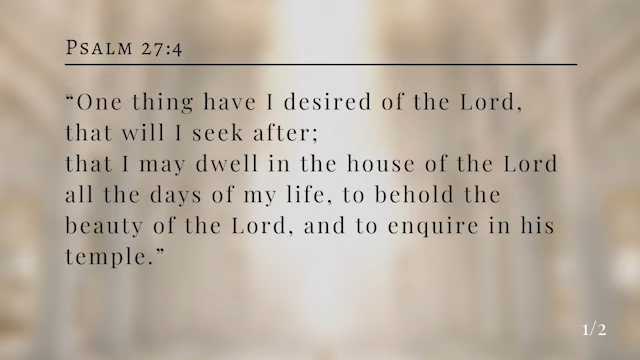 Psalm 27:4
“One thing have I desired of the Lord,
that will I seek after;
that I may dwell in the house of the Lord
all the days of my life, to behold the
beauty of the Lord, and to enquire in his
temple.”
1/2